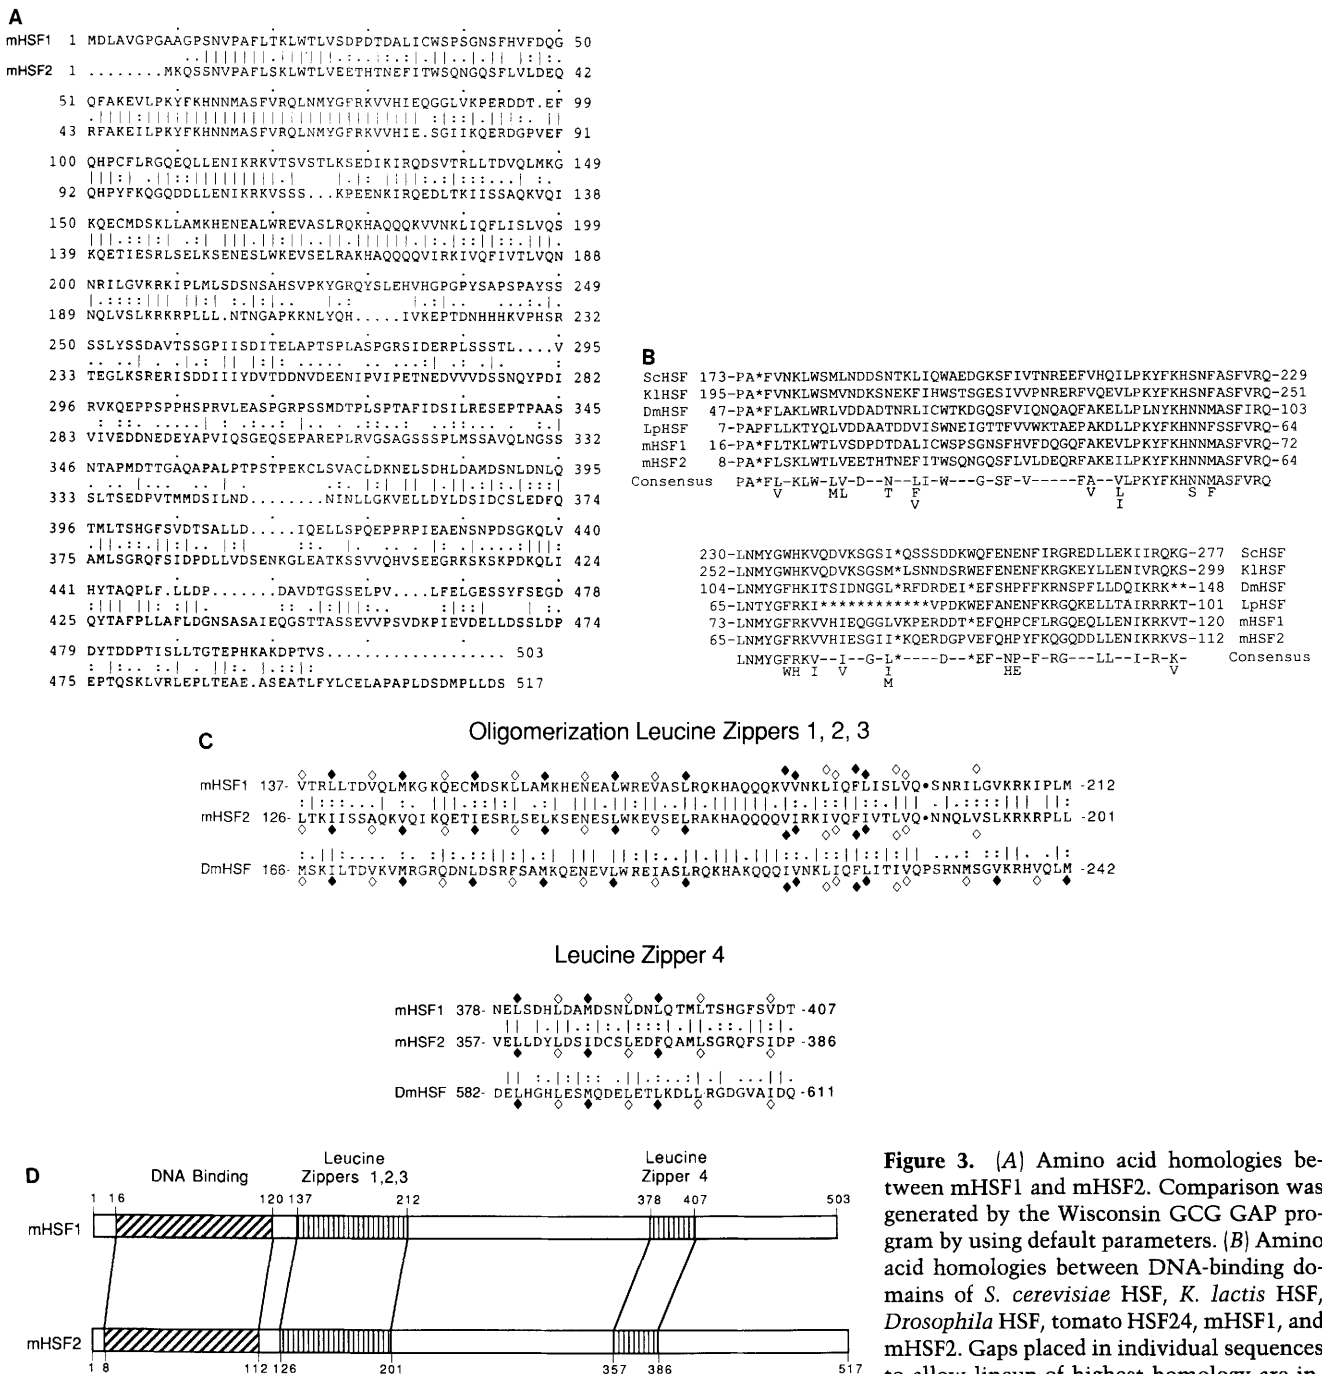 A
mHSF1 1 MDLAVGPGAAGPSNVPAFLTKLWTLVSDPDTDALICWSPSGNSFHVFDQG 50
mHSF2 1 ........MKQSSNVPAFLSKLWTLVEETHTNEFITWSQNGQSFLVLDEQ 42
51 QFAKEVLPKYFKHNNMASFVRQLNMYGFRKVVHIEQGGLVKPERDDT.EF 99
43 RFAKEILPKYFKHNNMASFVRQLNMYGFRKVVHIE.SGIIKQERDGPVEF 91
100 QHPCFLRGQEQLLENIKRKVTSVSTLKSEDIKIRQDSVTRLLTDVQLMKG 149
92 QHPYFKQGQDDLLENIKRKVSSS...KPEENKIRQEDLTKIISSAQKVQI 138
150 KQECMDSKLLAMKHENEALWREVASLRQKHAQQQKVVNKLIQFLISLVQS 199
139 KQETIESRLSELKSENESLWKEVSELRAKHAQQQQVIRKIVQFIVTLVQN 188
200 NRILGVKRKIPLMLSDSNSAHSVPKYGRQYSLEHVHGPGPYSAPSPAYSS 249
189 NQLVSLKRKRPLLL.NTNGAPKKNLYQH.....IVKEPTDNHHHKVPHSR 232
250 SSLYSSDAVTSSGPIISDITELAPTSPLASPGRSIDERPLSSSTL....V 295
233 TEGLKSRERISDDIIIYDVTDDNVDEENIPVIPETNEDVVVDSSNQYPDI 282
296 RVKQEPPSPPHSPRVLEASPGRPSSMDTPLSPTAFIDSILRESEPTPAAS 345
283 VIVEDDNEDEYAPVIQSGEQSEPAREPLRVGSAGSSSPLMSSAVQLNGSS 332
346 NTAPMDTTGAQAPALPTPSTPEKCLSVACLDKNELSDHLDAMDSNLDNLQ 395
333 SLTSEDPVTMMDSILND........NINLLGKVELLDYLDSIDCSLEDFQ 374
396 TMLTSHGFSVDTSALLD.....IQELLSPQEPPRPIEAENSNPDSGKQLV 440
375 AMLSGRQFSIDPDLLVDSENKGLEATKSSVVQHVSEEGRKSKSKPDKQLI 424
441 HYTAQPLF.LLDP.......DAVDTGSSELPV....LFELGESSYFSEGD 478
425 QYTAFPLLAFLDGNSASAIEQGSTTASSEVVPSVDKPIEVDELLDSSLDP 474
479 DYTDDPTISLLTGTEPHKAKDPTVS................... 503
475 EPTQSKLVRLEPLTEAE.ASEATLFYLCELAPAPLDSDMPLLDS 517
B
ScHSF 173-PA*FVNKLWSMLNDDSNTKLIQWAEDGKSFIVTNREEFVHQILPKYFKHSNFASFVRQ-229
KlHSF 195-PA*FVNKLWSMVNDKSNEKFIHWSTSGESIVVPNRERFVQEVLPKYFKHSNFASFVRQ-251
DmHSF 47-PA*FLAKLWRLVDDADTNRLICWTKDGQSFVIQNQAQFAKELLPLNYKHNNMASFIRQ-103
LpHSF 7-PAPFLLKTYQLVDDAATDDVISWNEIGTTFVVWKTAEPAKDLLPKYFKHNNFSSFVRQ-64
mHSF1 16-PA*FLTKLWTLVSDPDTDALICWSPSGNSFHVFDQGQFAKEVLPKYFKHNNMASFVRQ-72
mHSF2 8-PA*FLSKLWTLVEETHTNEFITWSQNGQSFLVLDEQRFAKEILPKYFKHNNMASFVRQ-64
Consensus PA*FL-KLW-LV-D--N-LI-W---G-SF-V-----FA--VLPKYFKHNNMASFVRQ
V ML T F V L S F
V I
230-LNMYGWHKVQDVKSGSI*QSSSDDKWQFENENFIRGREDLLEKIIRQKG-277 ScHSF
252-LNMYGWHKVQDVKSGSM*LSNNDSRWEFENENFKRGKEYLLENIVRQKS-299 KlHSF
104-LNMYGFHKITSIDNGGL*RFDRDEI*EFSHPFFKRNSPFLLDQIKRK**-148 DmHSF
65-LNTYGFRKI************VPDKWEFANENFKRGQKELLTAIRRRKT-101 LpHSF
73-LNMYGFRKVVHIEQGGLVKPERDDT*EFQHPCFLRGQEQLLENIKRKVT-120 mHSF1
65-LNMYGFRKVVHIESGII*KQERDGPVEFQHPYFKQGQDDLLENIKRKVS-112 mHSF2
LNMYGFRKV--I--G-L*----D--*EF-NP-F-RG---LL--I-R-K- Consensus
WH I V I HE V
M
C
Oligomerization Leucine Zippers 1, 2, 3
mHSF1 137- VTRLLTDVQLMKGKQECMDSKLLAMKHENEALWREVASLRQKHAQQQKVVNKLIQFLISLVQ•SNRILGVKRKIPLM -212
mHSF2 126- LTKIISSAQKVQIKQETIESRLSELKSENESLWKEVSELRAKHAQQQQVIRKIVQFIVTLVQ•NNQLVSLKRKRPLL -201
DmHSF 166- MSKILTDVKVMRGRQDNLDSRFSAMKQENEVLWREIASLRQKHAKQQQIVNKLIQFLITIVQPSRNMSGVKRHVQLM -242
Leucine Zipper 4
mHSF1 378- NELSDHLDAMDSNLDNLQTMLTSHGFSVDT -407
mHSF2 357- VELLDYLDSIDCSLEDFQAMLSGRQFSIDP -386
DmHSF 582- DELHGHLESMQDELETLKDLLRGDGVAIDQ -611
D
DNA Binding
Leucine Zippers 1,2,3
Leucine Zipper 4
1 16 120 137 212 378 407 503
mHSF1
mHSF2
1 8 112 126 201 357 386 517
Figure 3. (A) Amino acid homologies be-
tween mHSF1 and mHSF2. Comparison was
generated by the Wisconsin GCG GAP pro-
gram by using default parameters. (B) Amino
acid homologies between DNA-binding do-
mains of S. cerevisiae HSF, K. lactis HSF,
Drosophila HSF, tomato HSF24, mHSF1, and
mHSF2. Gaps placed in individual sequences
to allow lineup of highest homology are in-